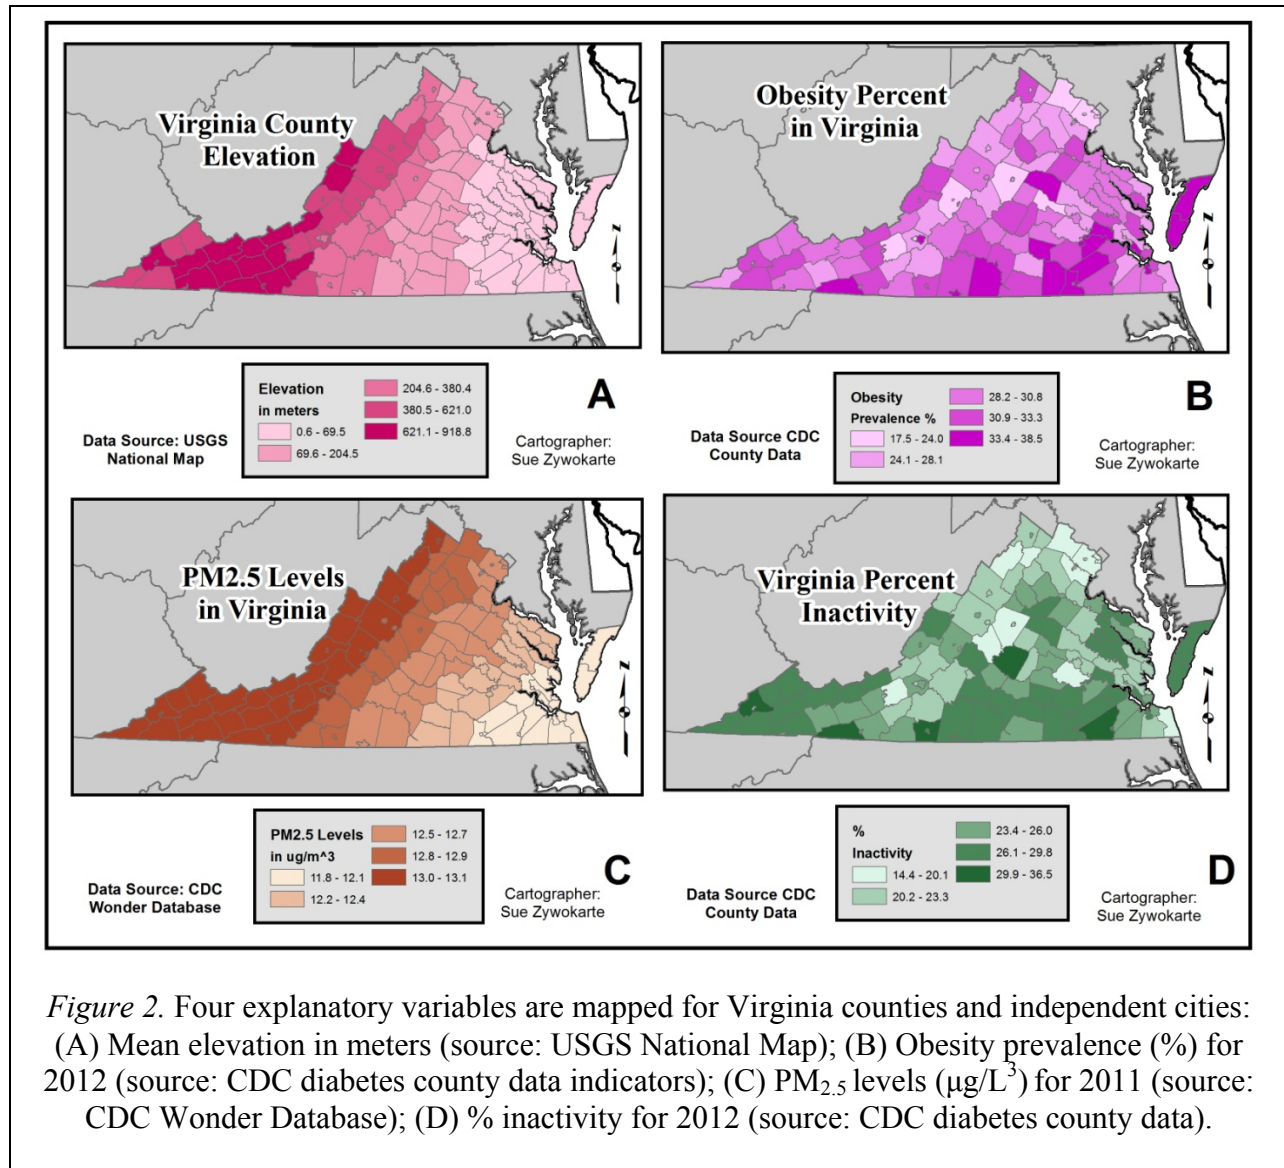 Virginia County
Elevation
N
Elevation
in meters
0.6 - 69.5
69.6 - 204.5
204.6 - 380.4
380.5 - 621.0
621.1 - 918.8
A
Data Source: USGS
National Map
Cartographer:
Sue Zywokarte
Obesity Percent
in Virginia
N
Obesity
Prevalence %
17.5 - 24.0
24.1 - 28.1
28.2 - 30.8
30.9 - 33.3
33.4 - 38.5
B
Data Source CDC
County Data
Cartographer:
Sue Zywokarte
PM2.5 Levels
in Virginia
N
PM2.5 Levels
in ug/m^3
11.8 - 12.1
12.2 - 12.4
12.5 - 12.7
12.8 - 12.9
13.0 - 13.1
C
Data Source: CDC
Wonder Database
Cartographer:
Sue Zywokarte
Virginia Percent
Inactivity
N
%
Inactivity
14.4 - 20.1
20.2 - 23.3
23.4 - 26.0
26.1 - 29.8
29.9 - 36.5
D
Data Source CDC
County Data
Cartographer:
Sue Zywokarte
Figure 2. Four explanatory variables are mapped for Virginia counties and independent cities:
(A) Mean elevation in meters (source: USGS National Map); (B) Obesity prevalence (%) for
2012 (source: CDC diabetes county data indicators); (C) PM2.5 levels (μg/L³) for 2011 (source:
CDC Wonder Database); (D) % inactivity for 2012 (source: CDC diabetes county data).